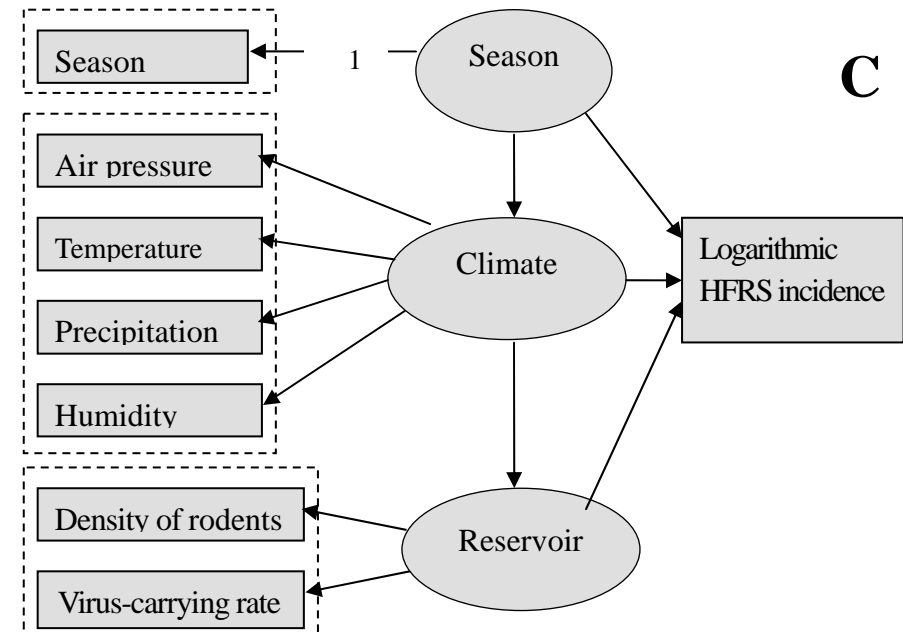 Season
1
Season
C
Air pressure
Temperature
Climate
Logarithmic
HFRS incidence
Precipitation
Humidity
Density of rodents
Reservoir
Virus-carrying rate